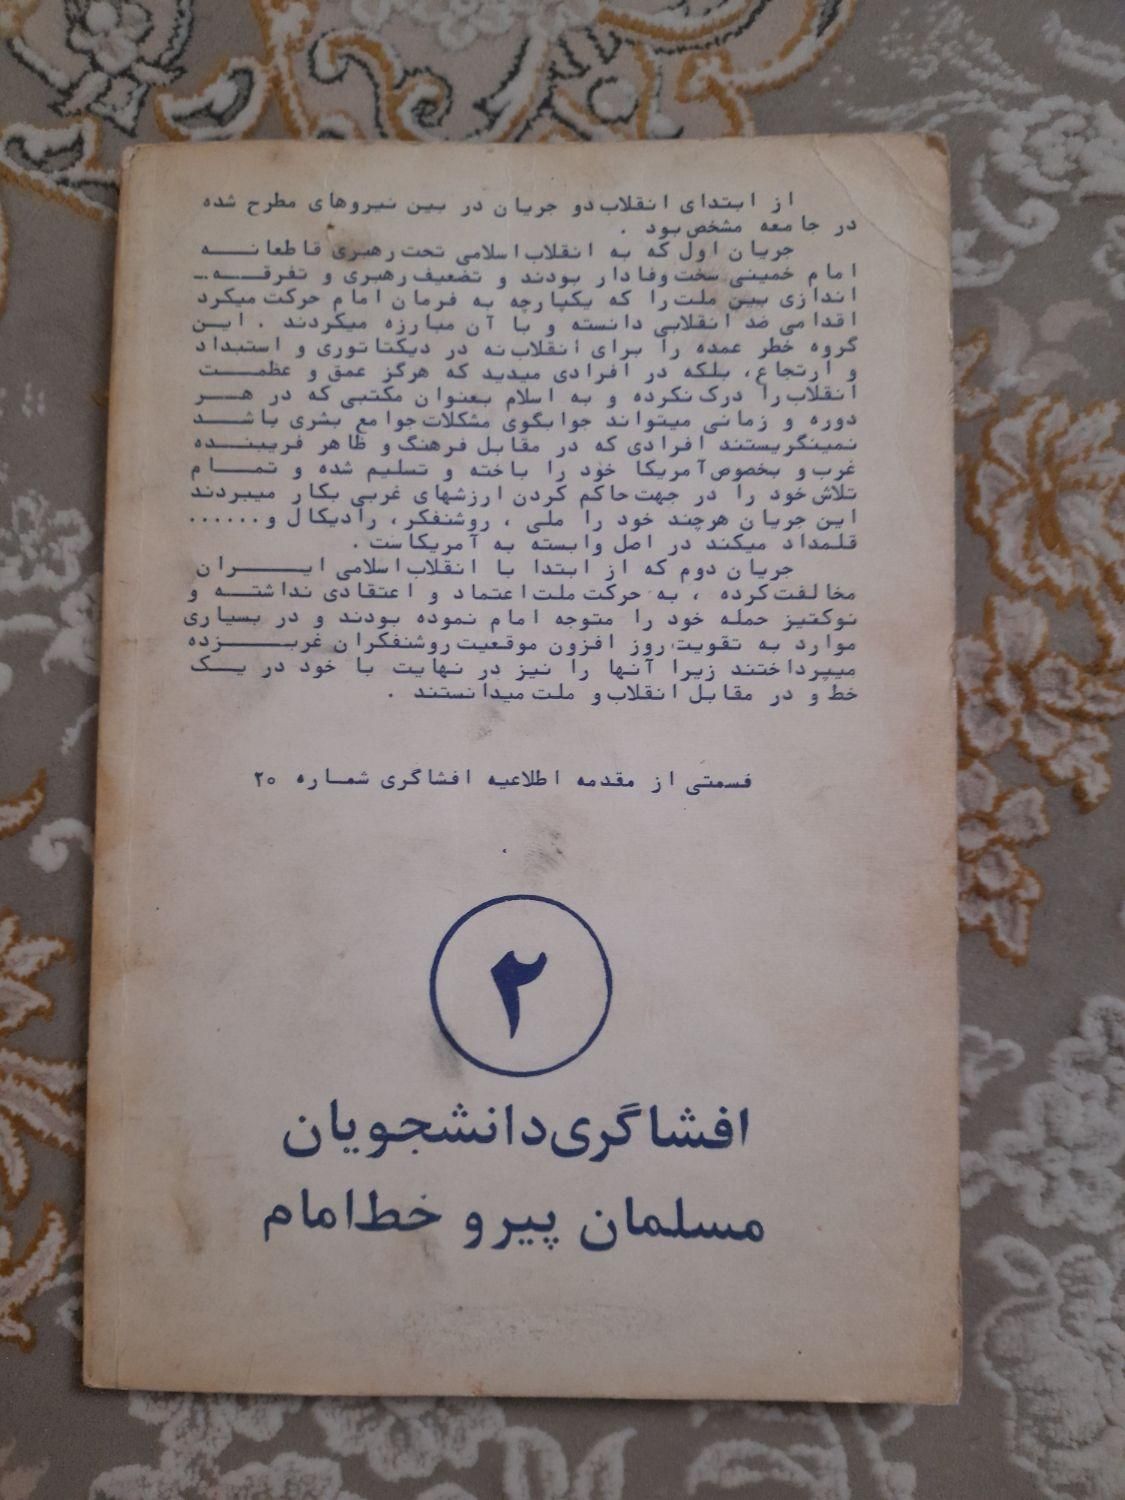 از ابتدای انقلاب دو جریان در بین نیروهای مطرح شده
در جامعه مشخص بود .
جریان اول که به انقلاب اسلامی تحت رهبری قاطعانه
امام خمینی سخت وفادار بودند و تضعیف رهبری و تفرقه-
اندازی بین ملت را که یکپارچه به فرمان امام حرکت میکرد
اقدامی ضد انقلابی دانسته و با آن مبارزه میکردند . این
گروه خطر عمده را برای انقلاب نه در دیکتاتوری و استبداد
و ارتجاع، بلکه در افرادی میدید که هرگز عمق و عظمت
انقلاب را درک نکرده و به اسلام بعنوان مکتبی که در هر
دوره و زمانی میتواند جوابگوی مشکلات جوامع بشری باشد
نمینگریستند افرادی که در مقابل فرهنگ و ظاهر فریبنده
غرب و بخصوص آمریکا خود را باخته و تسلیم شده و تمام
تلاش خود را در جهت حاکم کردن ارزشهای غربی بکار میبردند
این جریان هرچند خود را ملی ، روشنفکر، رادیکال و......
قلمداد میکند در اصل وابسته به آمریکاست .
جریان دوم که از ابتدا با انقلاب اسلامی ایران
مخالفت کرده ، به حرکت ملت اعتماد و اعتقادی نداشته و
نوکتیز حمله خود را متوجه امام نموده بودند و در بسیاری
موارد به تقویت روز افزون موقعیت روشنفکران غربزده
میپرداختند زیرا آنها را نیز در نهایت با خود در یک
خط و در مقابل انقلاب و ملت میدانستند .
قسمتی از مقدمه اطلاعیه افشاگری شماره ۲۰
۲
افشاگری دانشجویان
مسلمان پیرو خط امام